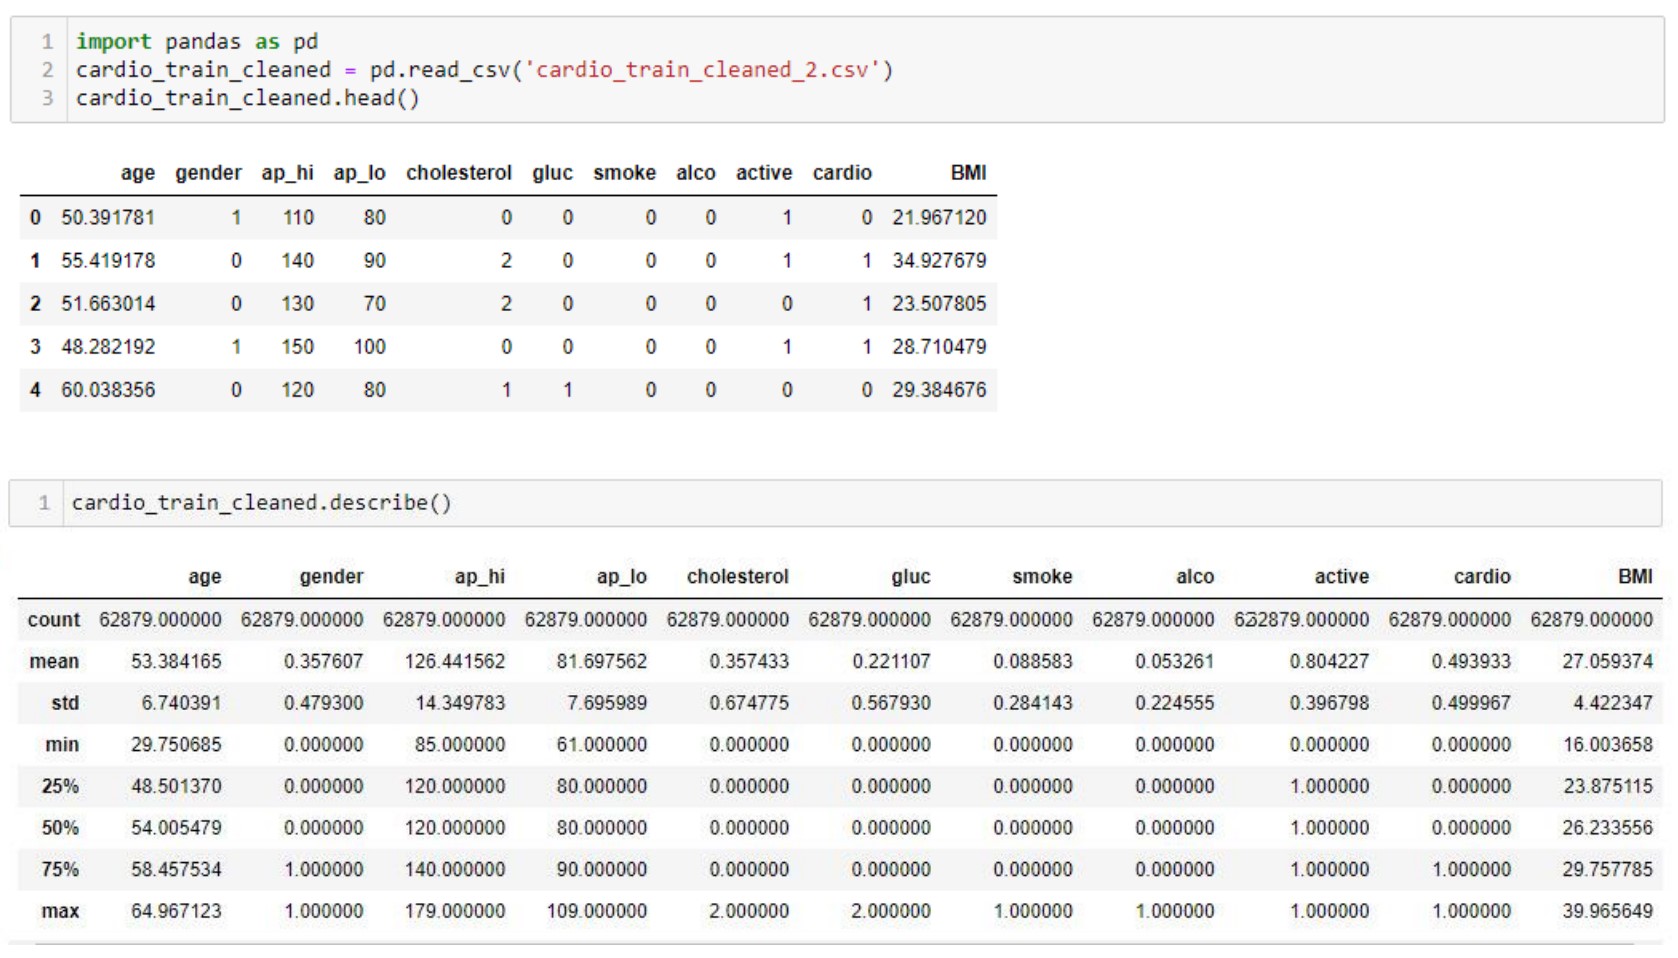 1 import pandas as pd
2 cardio_train_cleaned = pd.read_csv('cardio_train_cleaned_2.csv')
3 cardio_train_cleaned.head()
age gender ap_hi ap_lo cholesterol gluc smoke alco active cardio BMI
0 50.391781 1 110 80 0 0 0 0 1 0 21.967120
1 55.419178 0 140 90 2 0 0 0 1 1 34.927679
2 51.663014 0 130 70 2 0 0 0 0 1 23.507805
3 48.282192 1 150 100 0 0 0 0 1 1 28.710479
4 60.038356 0 120 80 1 1 0 0 0 0 29.384676
1 cardio_train_cleaned.describe()
age gender ap_hi ap_lo cholesterol gluc smoke alco active cardio BMI
count 62879.000000 62879.000000 62879.000000 62879.000000 62879.000000 62879.000000 62879.000000 62879.000000 632879.000000 62879.000000 62879.000000
mean 53.384165 0.357607 126.441562 81.697562 0.357433 0.221107 0.088583 0.053261 0.804227 0.493933 27.059374
std 6.740391 0.479300 14.349783 7.695989 0.674775 0.567930 0.284143 0.224555 0.396798 0.499967 4.422347
min 29.750685 0.000000 85.000000 61.000000 0.000000 0.000000 0.000000 0.000000 0.000000 0.000000 16.003658
25% 48.501370 0.000000 120.000000 80.000000 0.000000 0.000000 0.000000 0.000000 1.000000 0.000000 23.875115
50% 54.005479 0.000000 120.000000 80.000000 0.000000 0.000000 0.000000 0.000000 1.000000 0.000000 26.233556
75% 58.457534 1.000000 140.000000 90.000000 0.000000 0.000000 0.000000 0.000000 1.000000 1.000000 29.757785
max 64.967123 1.000000 179.000000 109.000000 2.000000 2.000000 1.000000 1.000000 1.000000 1.000000 39.965649